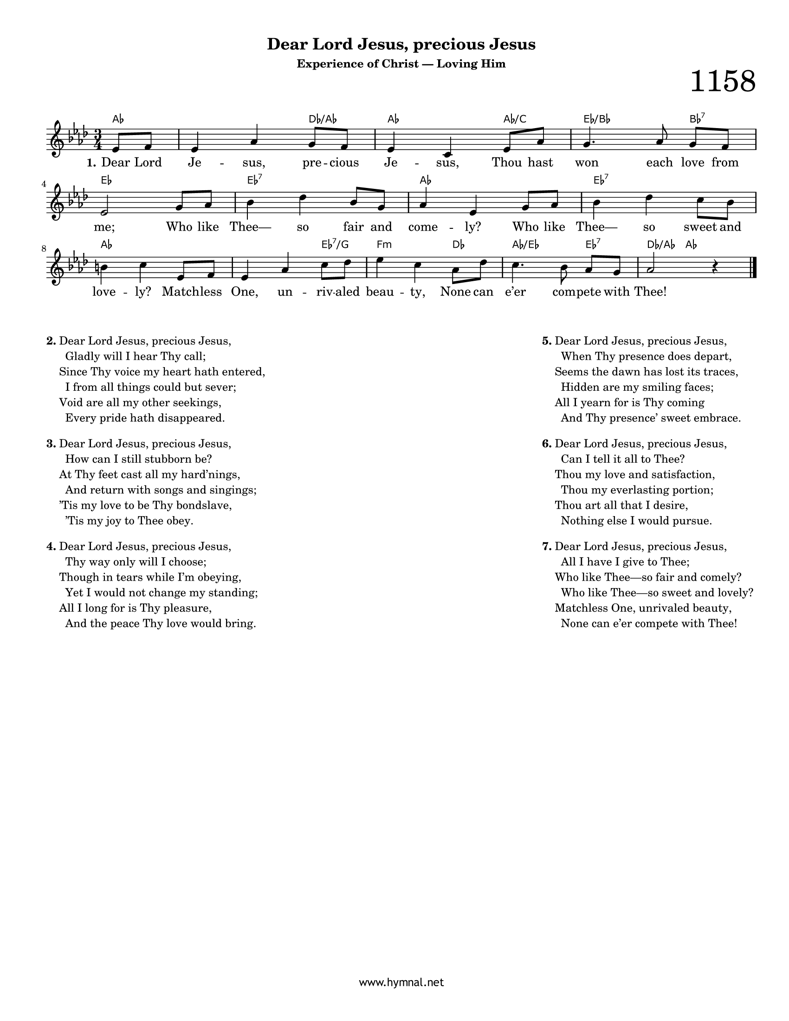 Dear Lord Jesus, precious Jesus
Experience of Christ — Loving Him
1158
A♭ D♭/A♭ A♭ A♭/C E♭/B♭ B♭7
1. Dear Lord Je - sus, pre - cious Je - sus, Thou hast won each love from
4
E♭ E♭7 A♭ E♭7
me; Who like Thee— so fair and come - ly? Who like Thee— so sweet and
8
A♭ E♭7/G Fm D♭ A♭/E♭ E♭7 D♭/A♭ A♭
love - ly? Matchless One, un - riv-aled beau - ty, None can e'er compete with Thee!
2. Dear Lord Jesus, precious Jesus,
Gladly will I hear Thy call;
Since Thy voice my heart hath entered,
I from all things could but sever;
Void are all my other seekings,
Every pride hath disappeared.
3. Dear Lord Jesus, precious Jesus,
How can I still stubborn be?
At Thy feet cast all my hard’nings,
And return with songs and singings;
’Tis my love to be Thy bondslave,
’Tis my joy to Thee obey.
4. Dear Lord Jesus, precious Jesus,
Thy way only will I choose;
Though in tears while I’m obeying,
Yet I would not change my standing;
All I long for is Thy pleasure,
And the peace Thy love would bring.
5. Dear Lord Jesus, precious Jesus,
When Thy presence does depart,
Seems the dawn has lost its traces,
Hidden are my smiling faces;
All I yearn for is Thy coming
And Thy presence’ sweet embrace.
6. Dear Lord Jesus, precious Jesus,
Can I tell it all to Thee?
Thou my love and satisfaction,
Thou my everlasting portion;
Thou art all that I desire,
Nothing else I would pursue.
7. Dear Lord Jesus, precious Jesus,
All I have I give to Thee;
Who like Thee—so fair and comely?
Who like Thee—so sweet and lovely?
Matchless One, unrivaled beauty,
None can e’er compete with Thee!
www.hymnal.net